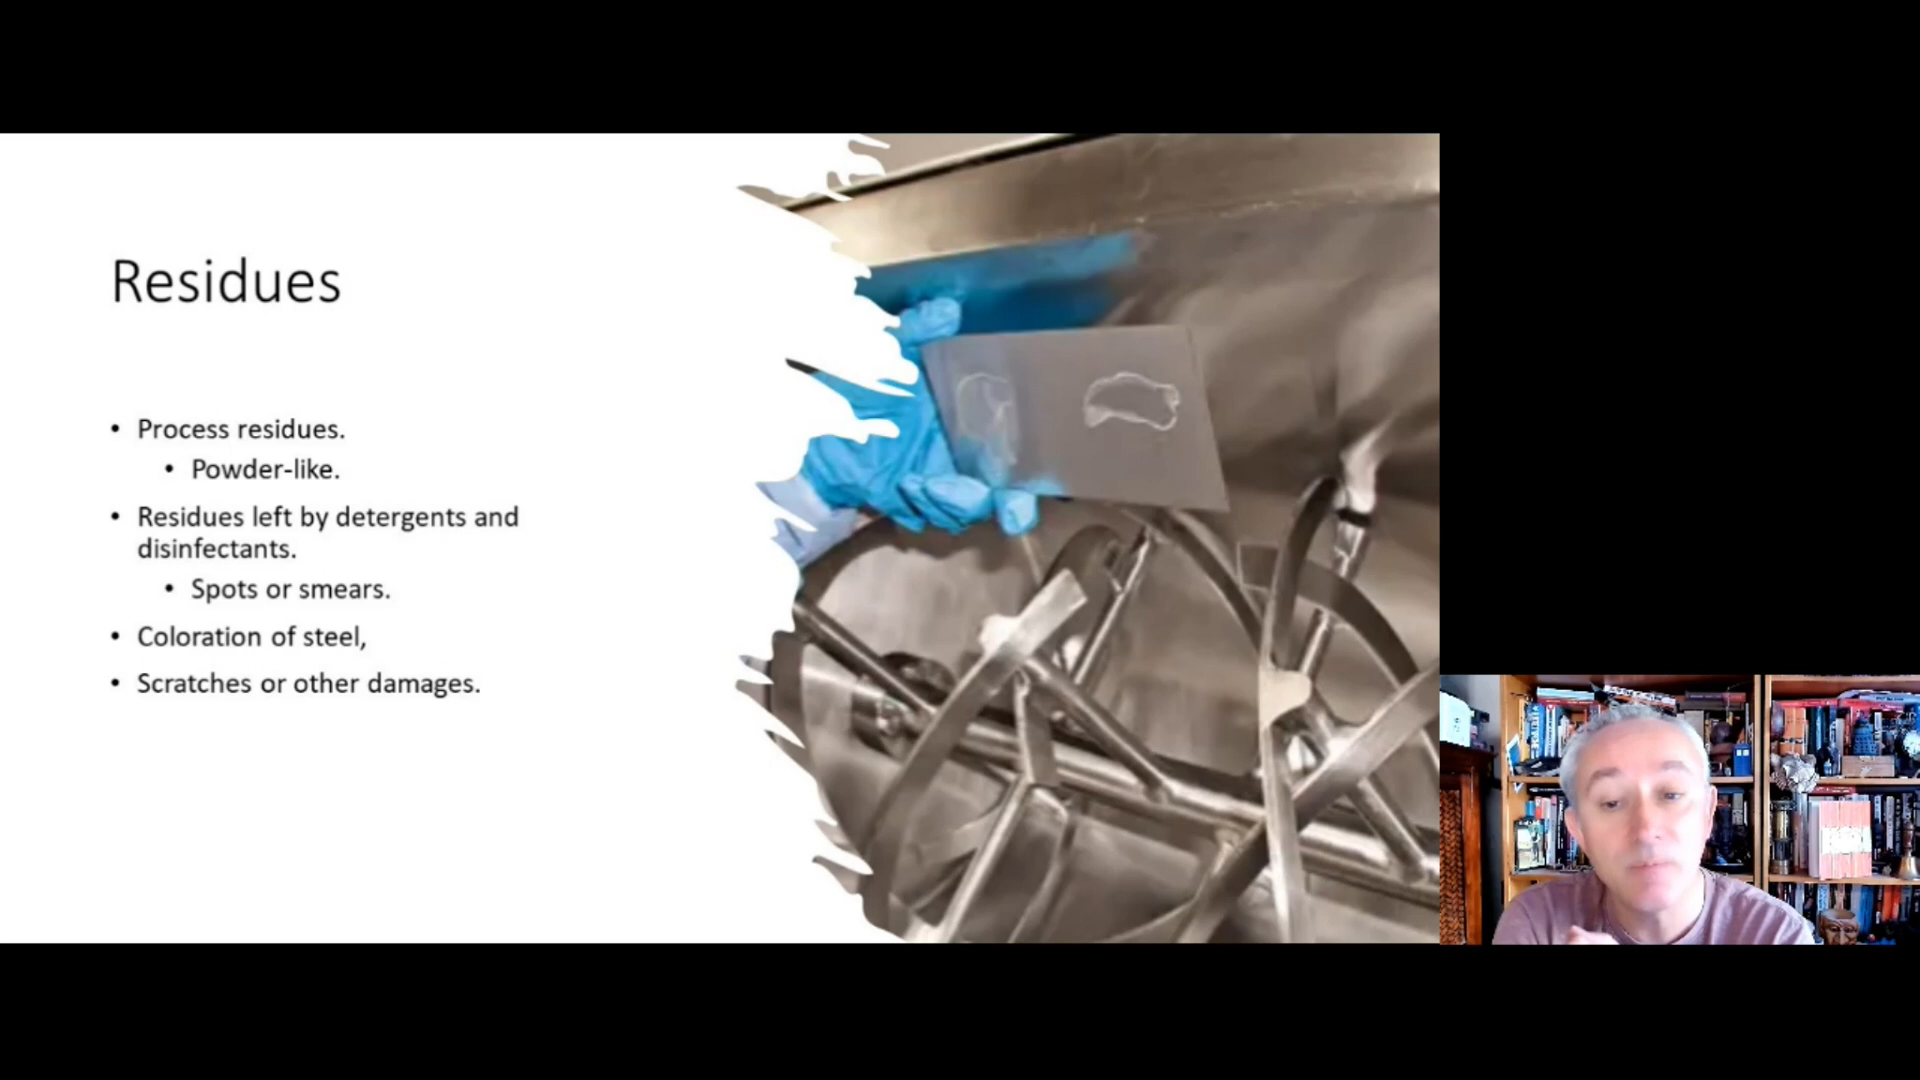 Residues
• Process residues.
• Powder-like.
• Residues left by detergents and
disinfectants.
• Spots or smears.
• Coloration of steel,
• Scratches or other damages.